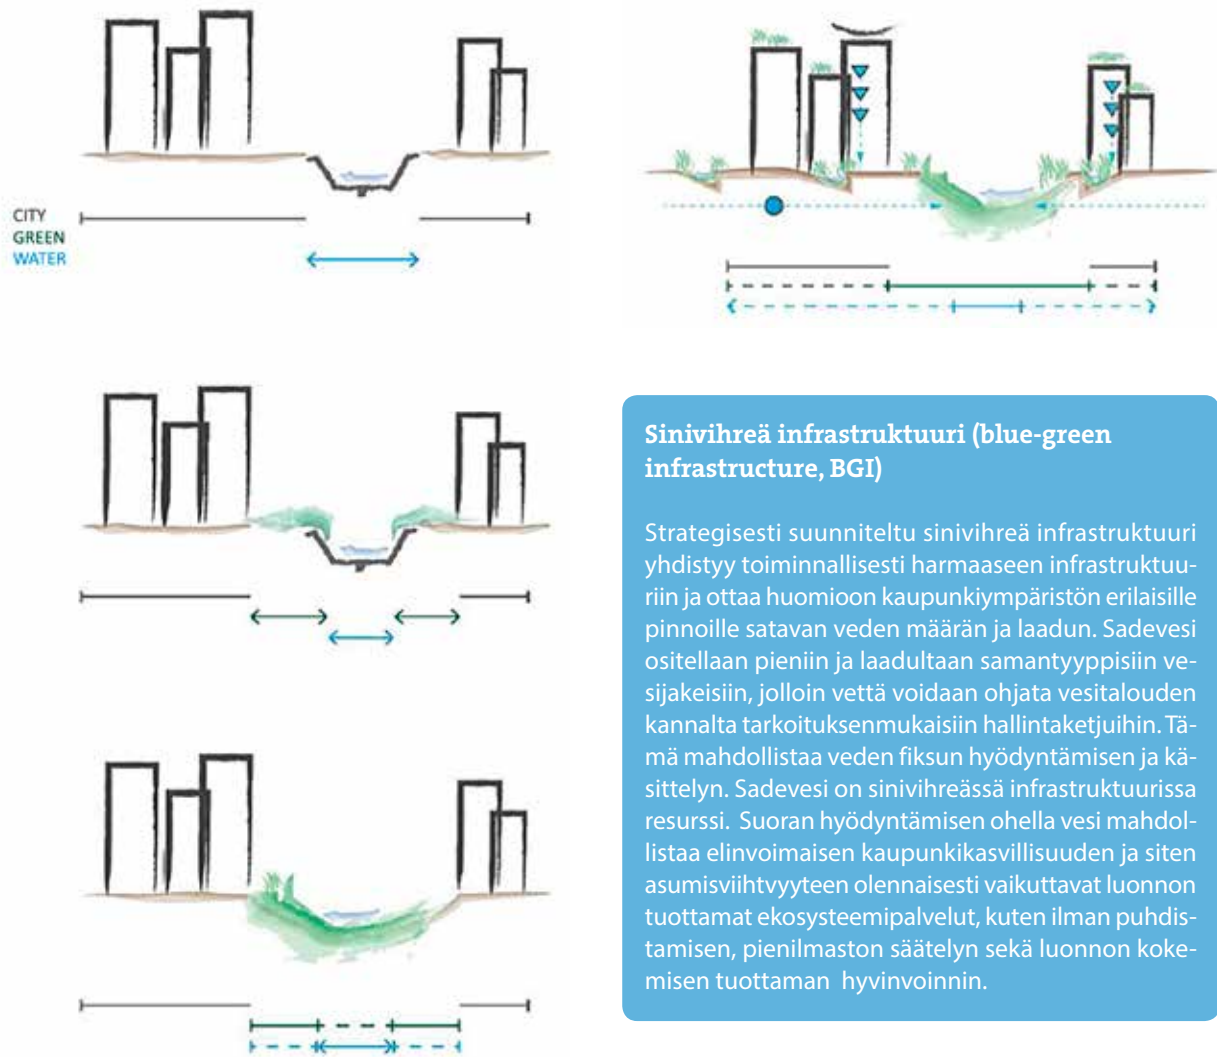 CITY
GREEN
WATER
Sinivihreä infrastruktuuri (blue-green
infrastructure, BGI)
Strategisesti suunniteltu sinivihreä infrastruktuuri
yhdistyy toiminnallisesti harmaaseen infrastruktuu-
riin ja ottaa huomioon kaupunkiympäristön erilaisille
pinnoille satavan veden määrän ja laadun. Sadevesi
ositellaan pieniin ja laadultaan samantyyppisiin ve-
sijakeisiin, jolloin vettä voidaan ohjata vesitalouden
kannalta tarkoituksenmukaisiin hallintaketjuihin. Tä-
mä mahdollistaa veden fiksun hyödyntämisen ja kä-
sittelyn. Sadevesi on sinivihreässä infrastruktuurissa
resurssi. Suoran hyödyntämisen ohella vesi mahdol-
listaa elinvoimaisen kaupunkikasvillisuuden ja siten
asumisviihtvyyteen olennaisesti vaikuttavat luonnon
tuottamat ekosysteemipalvelut, kuten ilman puhdis-
tamisen, pienilmaston säätelyn sekä luonnon koke-
misen tuottaman hyvinvoinnin.